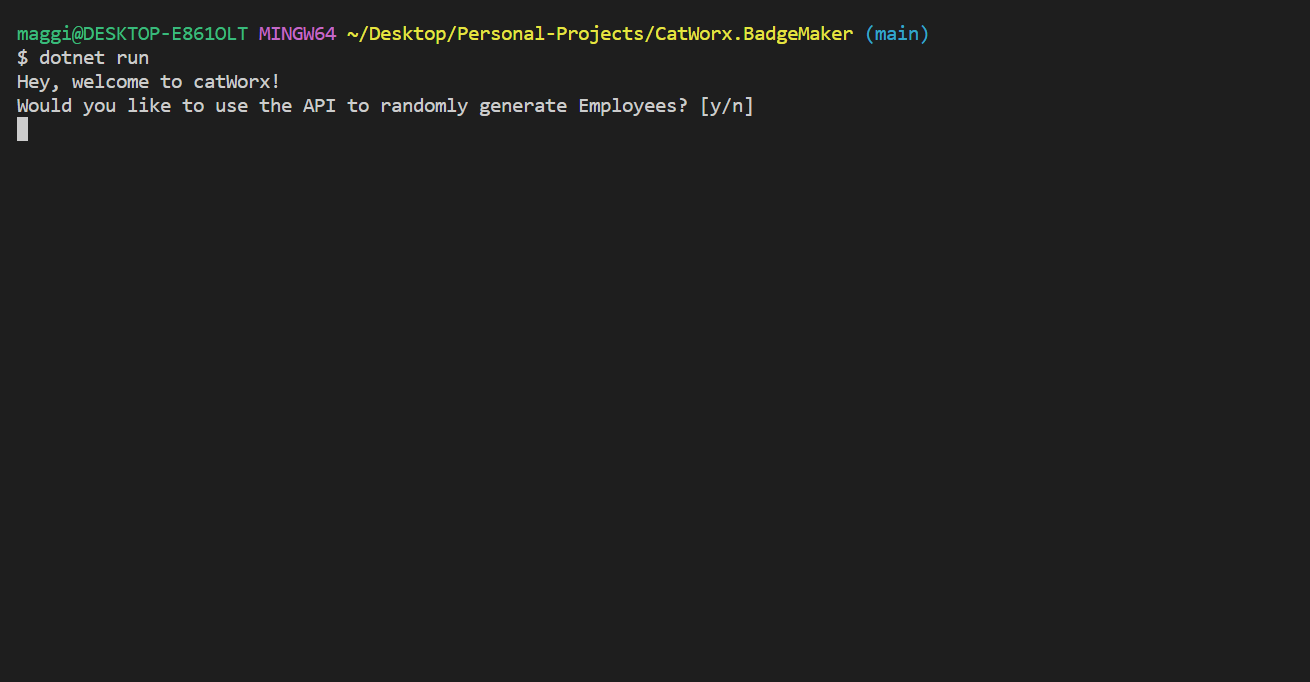 maggi@DESKTOP-E861OLT MINGW64 ~/Desktop/Personal-Projects/CatWorx.BadgeMaker (main)
$ dotnet run
Hey, welcome to catWorx!
Would you like to use the API to randomly generate Employees? [y/n]